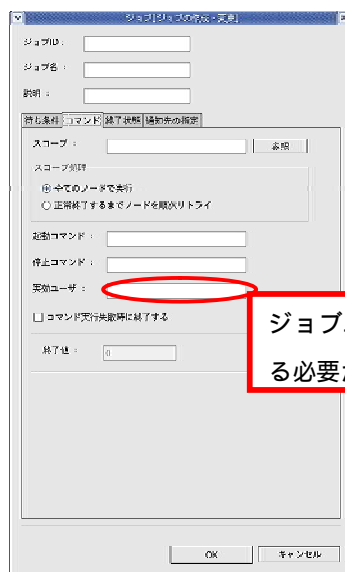 ジョブ[ジョブの作成・変更]
ジョブID：
ジョブ名：
説明：
待ち条件 コマンド 終了状態 通知先の指定
スコープ： 参照
スコープ処理
全てのノードで実行
正常終了するまでノードを順次リトライ
起動コマンド：
停止コマンド：
実効ユーザ：
コマンド実行失敗時に終了する
終了値：
ジョブ
る必要
OK キャンセル